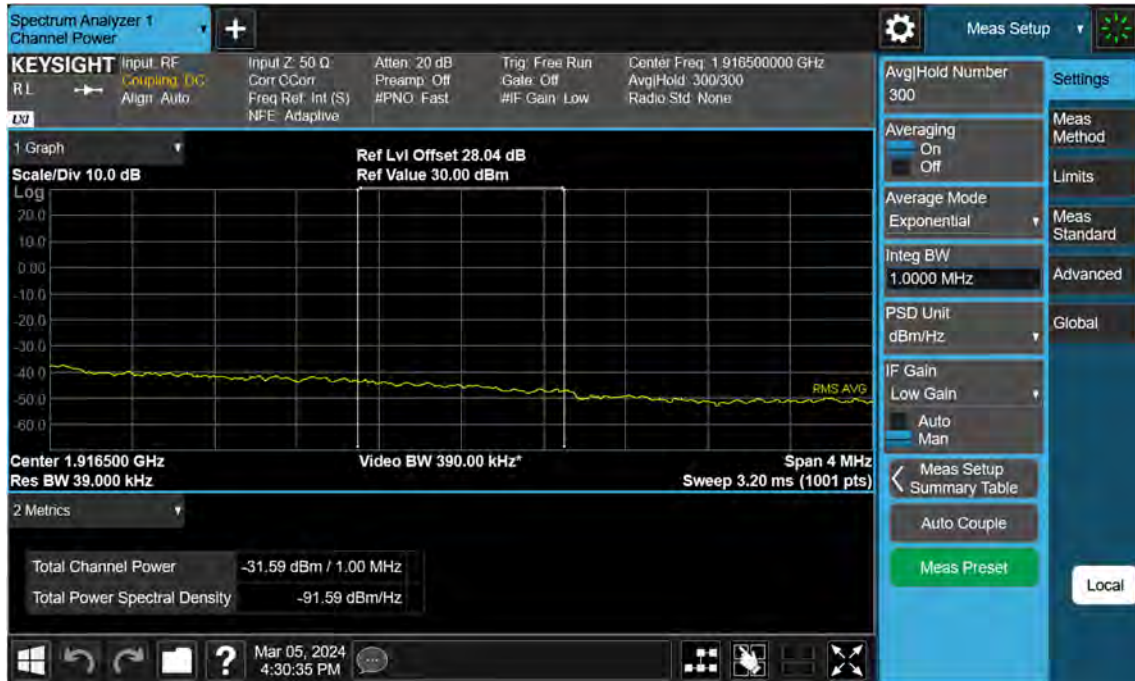 Spectrum Analyzer 1
Channel Power
+
Meas Setup
KEYSIGHT
RL
LXI
Input: RF
Coupling: DC
Align: Auto
Input Z: 50 Ω
Corr CCorr
Freq Ref: Int (S)
NFE: Adaptive
Atten: 20 dB
Preamp: Off
#PNO: Fast
Trig: Free Run
Gate: Off
#IF Gain: Low
Center Freq: 1.916500000 GHz
Avg|Hold: 300/300
Radio Std: None
1 Graph
Scale/Div 10.0 dB
Ref Lvl Offset 28.04 dB
Ref Value 30.00 dBm
Log
20.0
10.0
0.00
-10.0
-20.0
-30.0
-40.0
-50.0
-60.0
RMS AVG
Center 1.916500 GHz
Video BW 390.00 kHz*
Span 4 MHz
Res BW 39.000 kHz
Sweep 3.20 ms (1001 pts)
2 Metrics
Total Channel Power
-31.59 dBm / 1.00 MHz
Total Power Spectral Density
-91.59 dBm/Hz
?
Mar 05, 2024
4:30:35 PM
Avg|Hold Number
300
Averaging
On
Off
Average Mode
Exponential
Integ BW
1.0000 MHz
PSD Unit
dBm/Hz
IF Gain
Low Gain
Auto
Man
Meas Setup
Summary Table
Auto Couple
Meas Preset
Settings
Meas
Method
Limits
Meas
Standard
Advanced
Global
Local